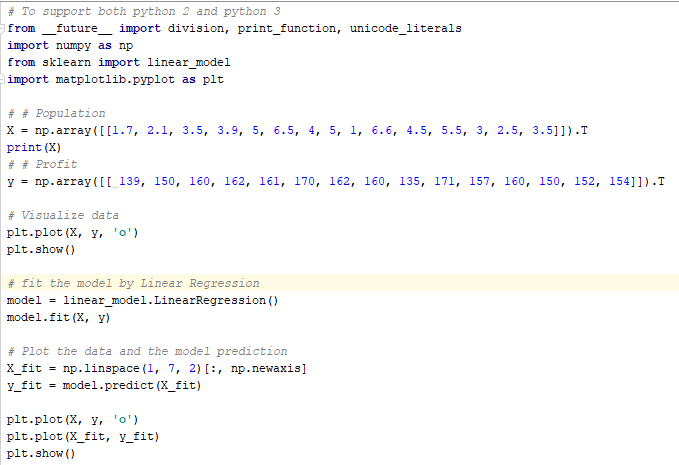 # To support both python 2 and python 3
from __future__ import division, print_function, unicode_literals
import numpy as np
from sklearn import linear_model
import matplotlib.pyplot as plt
# # Population
X = np.array([[1.7, 2.1, 3.5, 3.9, 5, 6.5, 4, 5, 1, 6.6, 4.5, 5.5, 3, 2.5, 3.5]]).T
print(X)
# # Profit
y = np.array([[ 139, 150, 160, 162, 161, 170, 162, 160, 135, 171, 157, 160, 150, 152, 154]]).T
# Visualize data
plt.plot(X, y, 'o')
plt.show()
# fit the model by Linear Regression
model = linear_model.LinearRegression()
model.fit(X, y)
# Plot the data and the model prediction
X_fit = np.linspace(1, 7, 2)[:, np.newaxis]
y_fit = model.predict(X_fit)
plt.plot(X, y, 'o')
plt.plot(X_fit, y_fit)
plt.show()